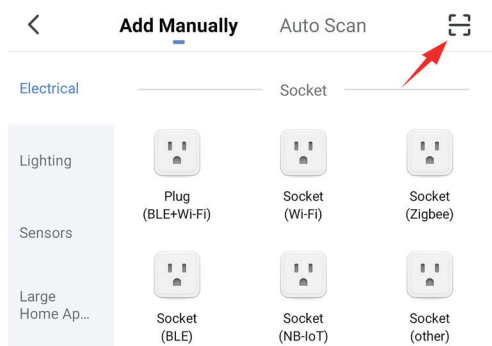 Add Manually Auto Scan
Electrical
Socket
Lighting
Plug
(BLE+Wi-Fi)
Socket
(Wi-Fi)
Socket
(Zigbee)
Sensors
Large
Home Ap...
Socket
(BLE)
Socket
(NB-IoT)
Socket
(other)